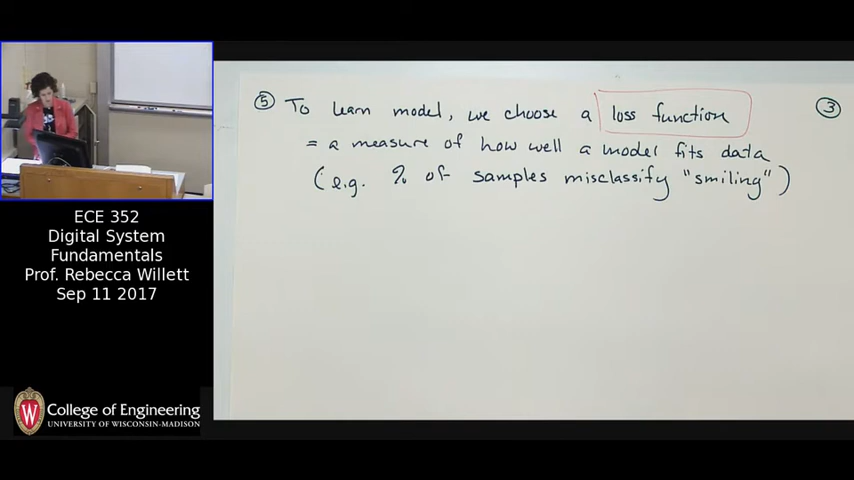 ⑤ To learn model, we choose a loss function
= a measure of how well a model fits data
(e.g. % of samples misclassify "smiling")
③
ECE 352
Digital System
Fundamentals
Prof. Rebecca Willett
Sep 11 2017
W
College of Engineering
UNIVERSITY OF WISCONSIN-MADISON